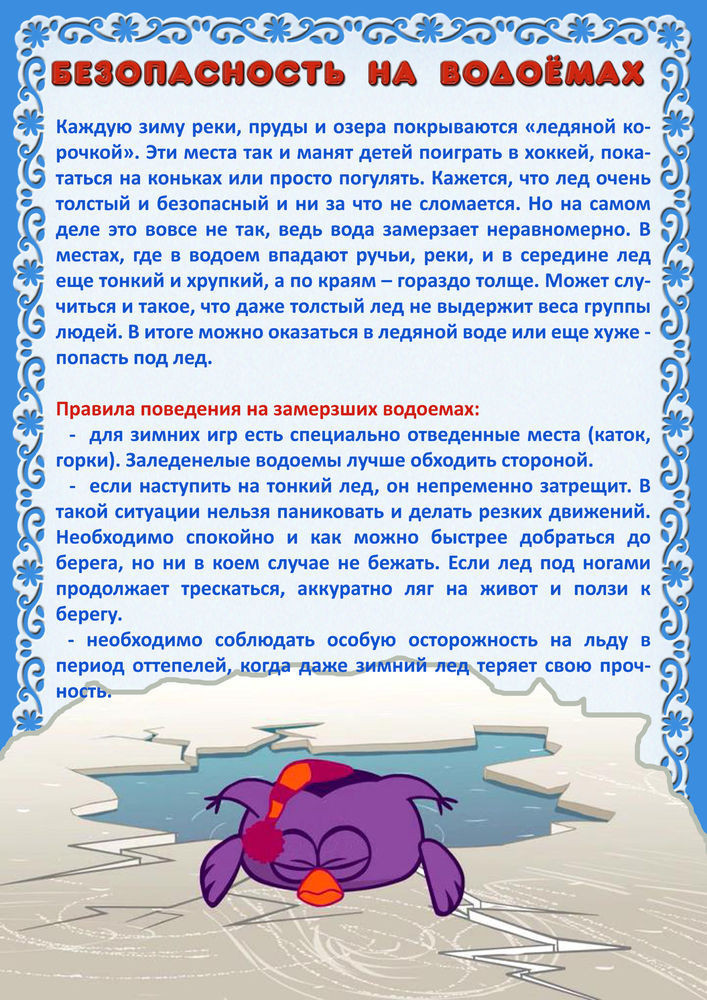 БЕЗОПАСНОСТЬ НА ВОДОЁМАХ
Каждую зиму реки, пруды и озера покрываются «ледяной ко-
рочкой». Эти места так и манят детей поиграть в хоккей, пока-
таться на коньках или просто погулять. Кажется, что лед очень
толстый и безопасный и ни за что не сломается. Но на самом
деле это вовсе не так, ведь вода замерзает неравномерно. В
местах, где в водоем впадают ручьи, реки, и в середине лед
еще тонкий и хрупкий, а по краям – гораздо толще. Может слу-
читься и такое, что даже толстый лед не выдержит веса группы
людей. В итоге можно оказаться в ледяной воде или еще хуже -
попасть под лед.
Правила поведения на замерзших водоемах:
- для зимних игр есть специально отведенные места (каток,
горки). Заледенелые водоемы лучше обходить стороной.
- если наступить на тонкий лед, он непременно затрещит. В
такой ситуации нельзя паниковать и делать резких движений.
Необходимо спокойно и как можно быстрее добраться до
берега, но ни в коем случае не бежать. Если лед под ногами
продолжает трескаться, аккуратно ляг на живот и ползи к
берегу.
- необходимо соблюдать особую осторожность на льду в
период оттепелей, когда даже зимний лед теряет свою проч-
ность.